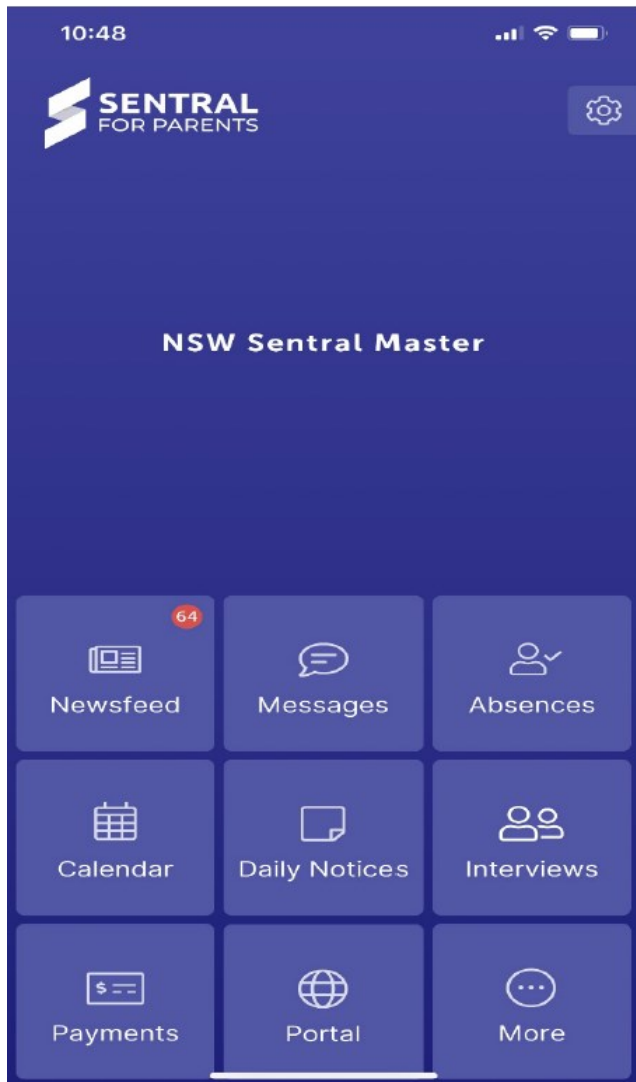 10:48
SENTRAL
FOR PARENTS
NSW Sentral Master
64
Newsfeed
Messages
Absences
Calendar
Daily Notices
Interviews
$
Payments
Portal
More